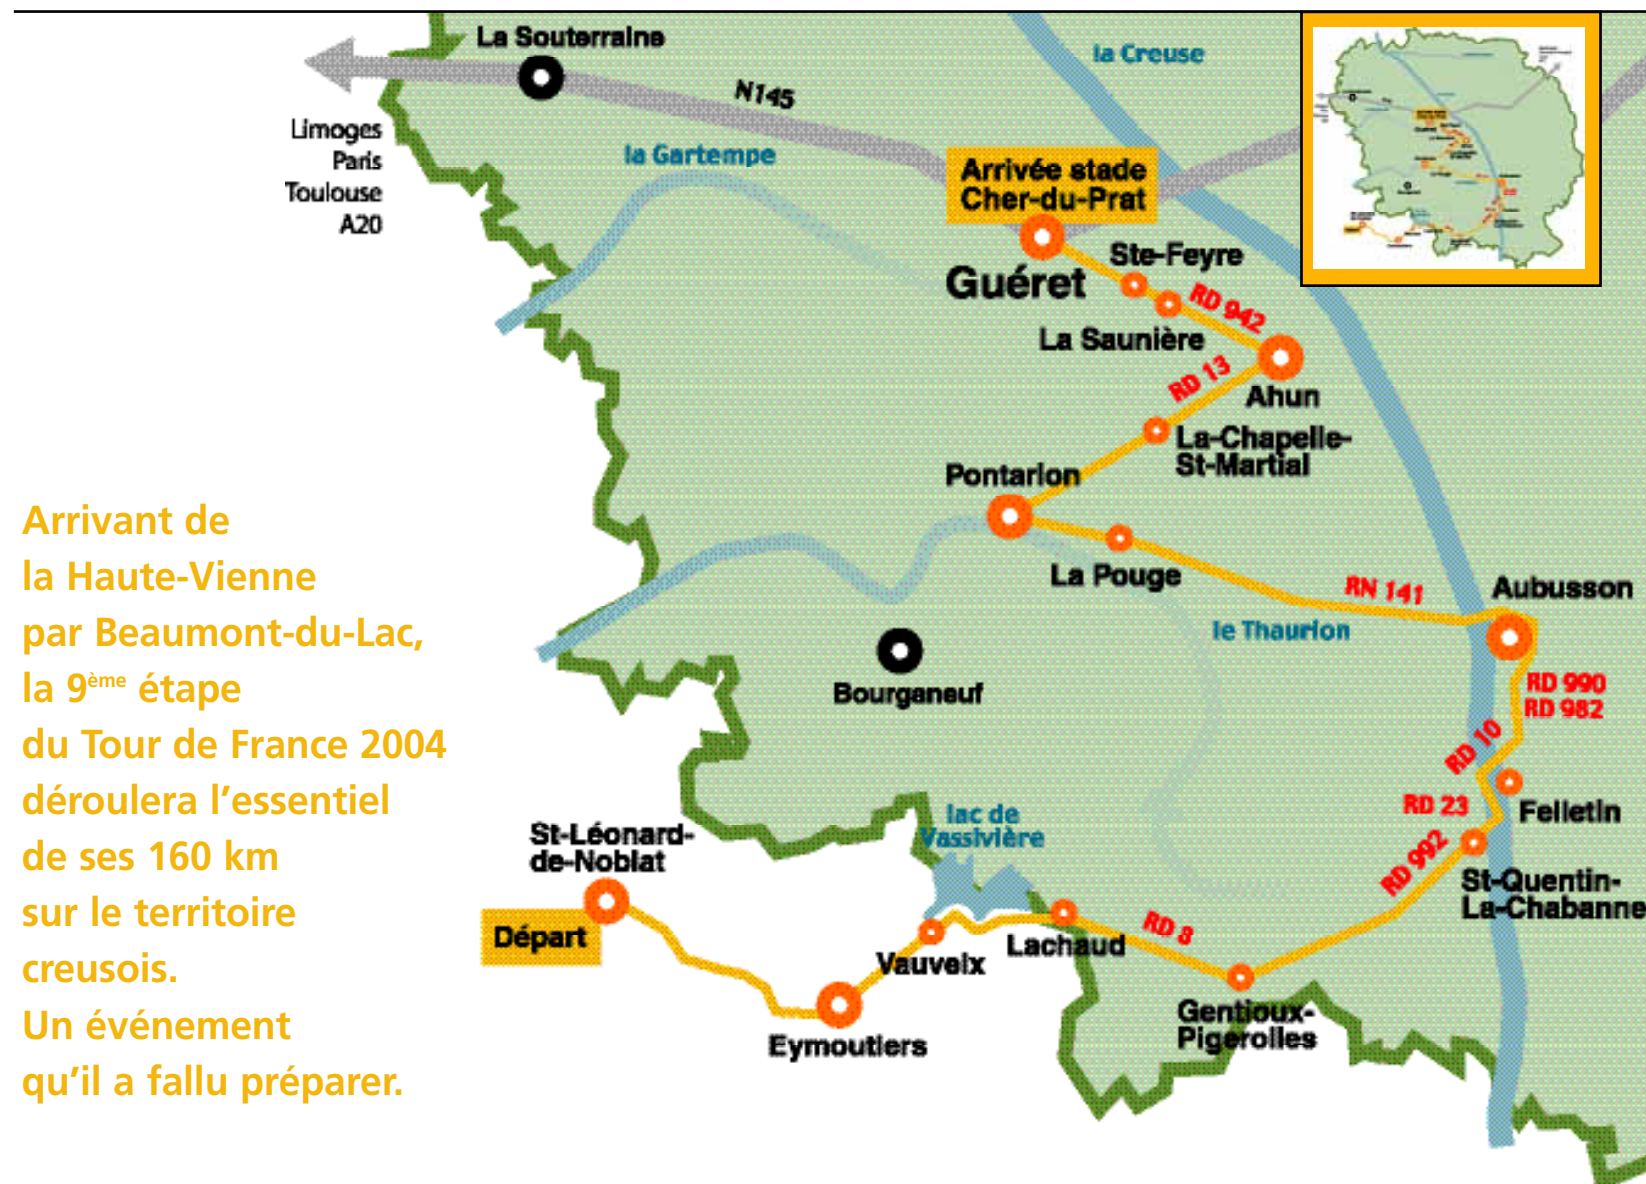 La Souterraine
la Creuse
N145
Limoges
Paris
Toulouse
A20
la Gartempe
Arrivée stade
Cher-du-Prat
Ste-Feyre
Guéret
RD 942
La Saunière
RD 13
Ahun
La-Chapelle-
St-Martial
Pontarion
La Pouge
RN 141
Aubusson
le Thaurion
Bourganeuf
RD 990
RD 982
RD 10
RD 23
Felletin
RD 992
St-Quentin-
La-Chabanne
lac de
Vassivière
St-Léonard-
de-Noblat
Départ
Vauveix
Lachaud
RD 8
Gentioux-
Pigerolles
Eymoutiers
Arrivant de
la Haute-Vienne
par Beaumont-du-Lac,
la 9ème étape
du Tour de France 2004
déroulera l’essentiel
de ses 160 km
sur le territoire
creusois.
Un événement
qu’il a fallu préparer.